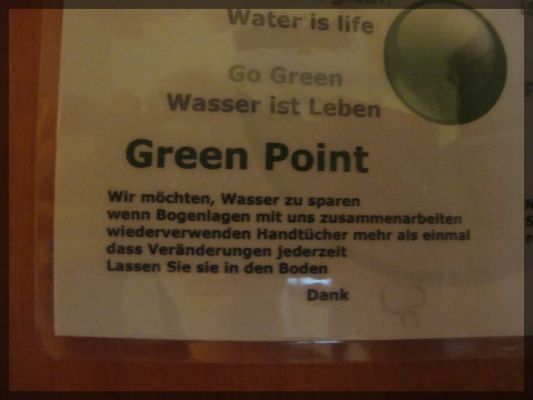 Water is life
Go Green
Wasser ist Leben
Green Point
Wir möchten, Wasser zu sparen
wenn Bogenlagen mit uns zusammenarbeiten
wiederverwenden Handtücher mehr als einmal
dass Veränderungen jederzeit
Lassen Sie sie in den Boden
Dank